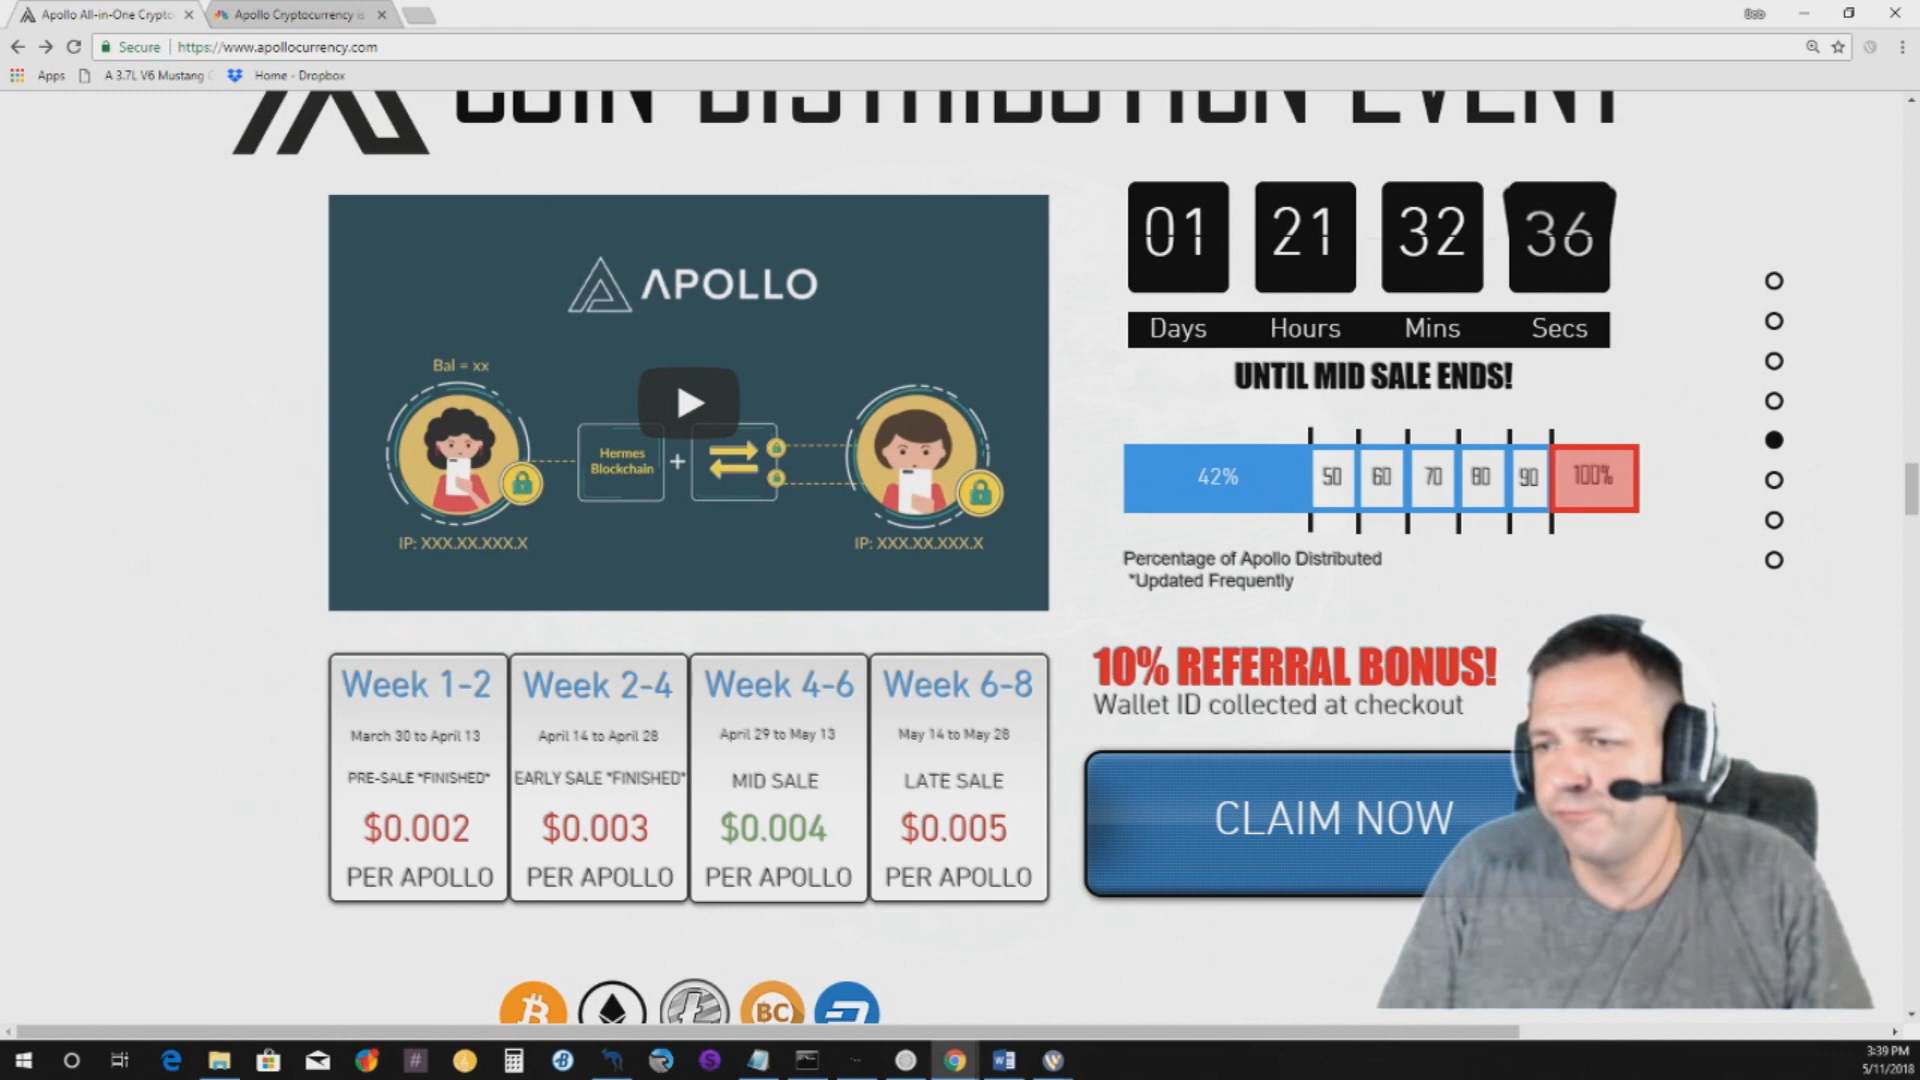 Apollo All-in-One Crypto
Apollo Cryptocurrency is
Bob
Secure
https://www.apollocurrency.com
Apps
A 3.7L V6 Mustang
Home - Dropbox
COIN DISTRIBUTION EVENT
01 21 32 36
Days Hours Mins Secs
UNTIL MID SALE ENDS!
APOLLO
Bal = xx
Hermes
Blockchain
+
IP: XXX.XX.XXX.X
IP: XXX.XX.XXX.X
42% 50 60 70 80 90 100%
Percentage of Apollo Distributed
*Updated Frequently
Week 1-2
March 30 to April 13
PRE-SALE *FINISHED*
$0.002
PER APOLLO
Week 2-4
April 14 to April 28
EARLY SALE *FINISHED*
$0.003
PER APOLLO
Week 4-6
April 29 to May 13
MID SALE
$0.004
PER APOLLO
Week 6-8
May 14 to May 28
LATE SALE
$0.005
PER APOLLO
10% REFERRAL BONUS!
Wallet ID collected at checkout
CLAIM NOW
BC
3:39 PM
5/11/2018